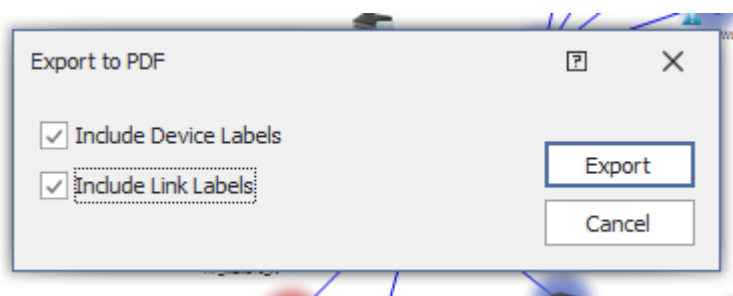 Export to PDF
?
Include Device Labels
Include Link Labels
Export
Cancel